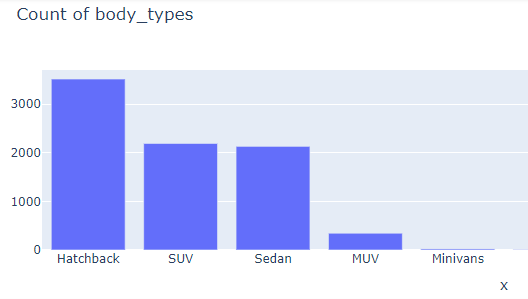 Count of body_types
3000
2000
1000
0
Hatchback SUV Sedan MUV Minivans
x